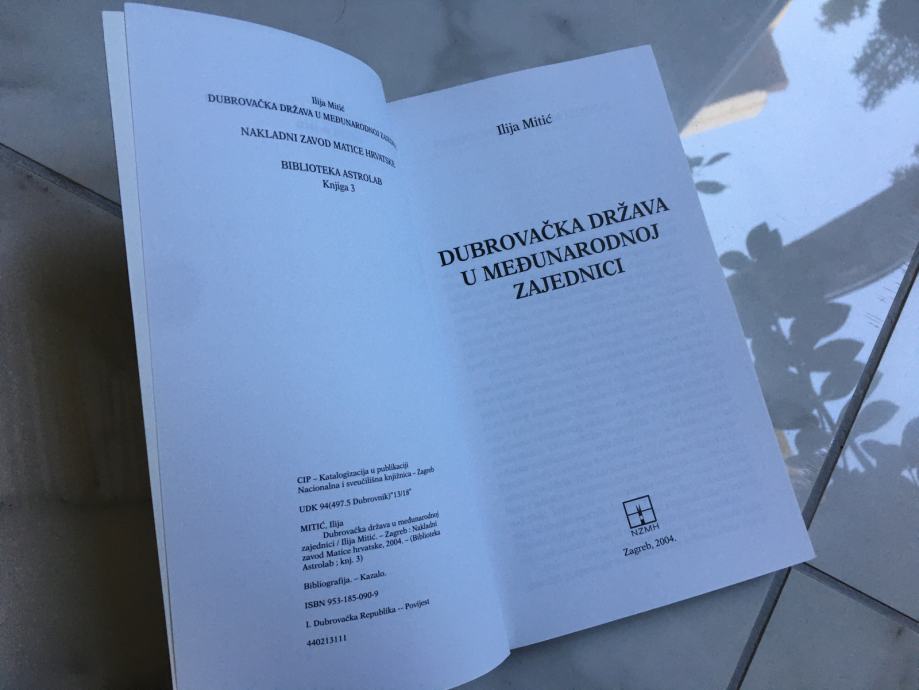 Ilija Mitić
DUBROVAČKA DRŽAVA U MEĐUNARODNOJ
NAKLADNI ZAVOD MATICE HRVATSKE
BIBLIOTEKA ASTROLAB
Knjiga 3
CIP – Katalogizacija u publikaciji
Nacionalna i sveučilišna knjižnica - Zagreb
UDK 94(497.5 Dubrovnik)"13/18"
MITIĆ, Ilija
Dubrovačka država u međunarodnoj
zajednici / Ilija Mitić. – Zagreb : Nakladni
zavod Matice hrvatske, 2004. – (Biblioteka
Astrolab ; knj. 3)
Bibliografija. – Kazalo.
ISBN 953-185-090-9
I. Dubrovačka Republika -- Povijest
440213111
Ilija Mitić
DUBROVAČKA DRŽAVA
U MEĐUNARODNOJ
ZAJEDNICI
NZMH
Zagreb, 2004.